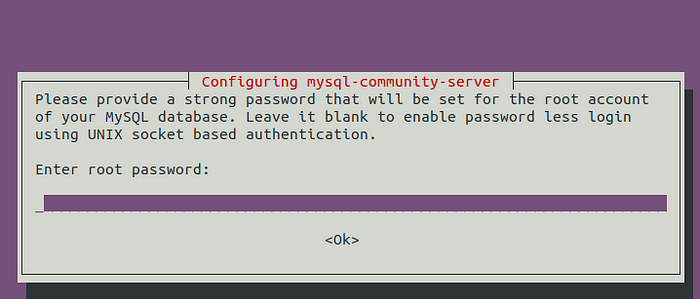 Configuring mysql-community-server
Please provide a strong password that will be set for the root account
of your MySQL database. Leave it blank to enable password less login
using UNIX socket based authentication.
Enter root password:
<Ok>